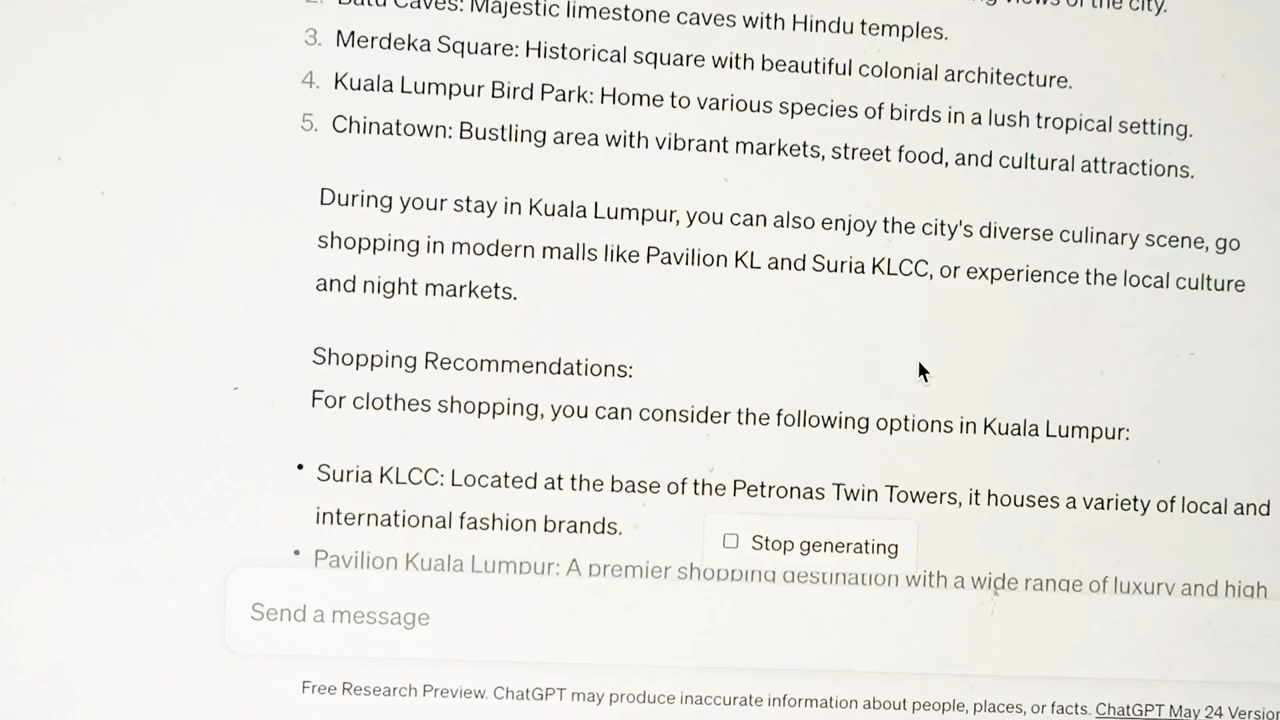 2. Batu Caves: Majestic limestone caves with Hindu temples.
views of the city.
3. Merdeka Square: Historical square with beautiful colonial architecture.
4. Kuala Lumpur Bird Park: Home to various species of birds in a lush tropical setting.
5. Chinatown: Bustling area with vibrant markets, street food, and cultural attractions.
During your stay in Kuala Lumpur, you can also enjoy the city's diverse culinary scene, go
shopping in modern malls like Pavilion KL and Suria KLCC, or experience the local culture
and night markets.
Shopping Recommendations:
For clothes shopping, you can consider the following options in Kuala Lumpur:
• Suria KLCC: Located at the base of the Petronas Twin Towers, it houses a variety of local and
international fashion brands.
Stop generating
• Pavilion Kuala Lumpur: A premier shopping destination with a wide range of luxury and high
Send a message
Free Research Preview. ChatGPT may produce inaccurate information about people, places, or facts. ChatGPT May 24 Version